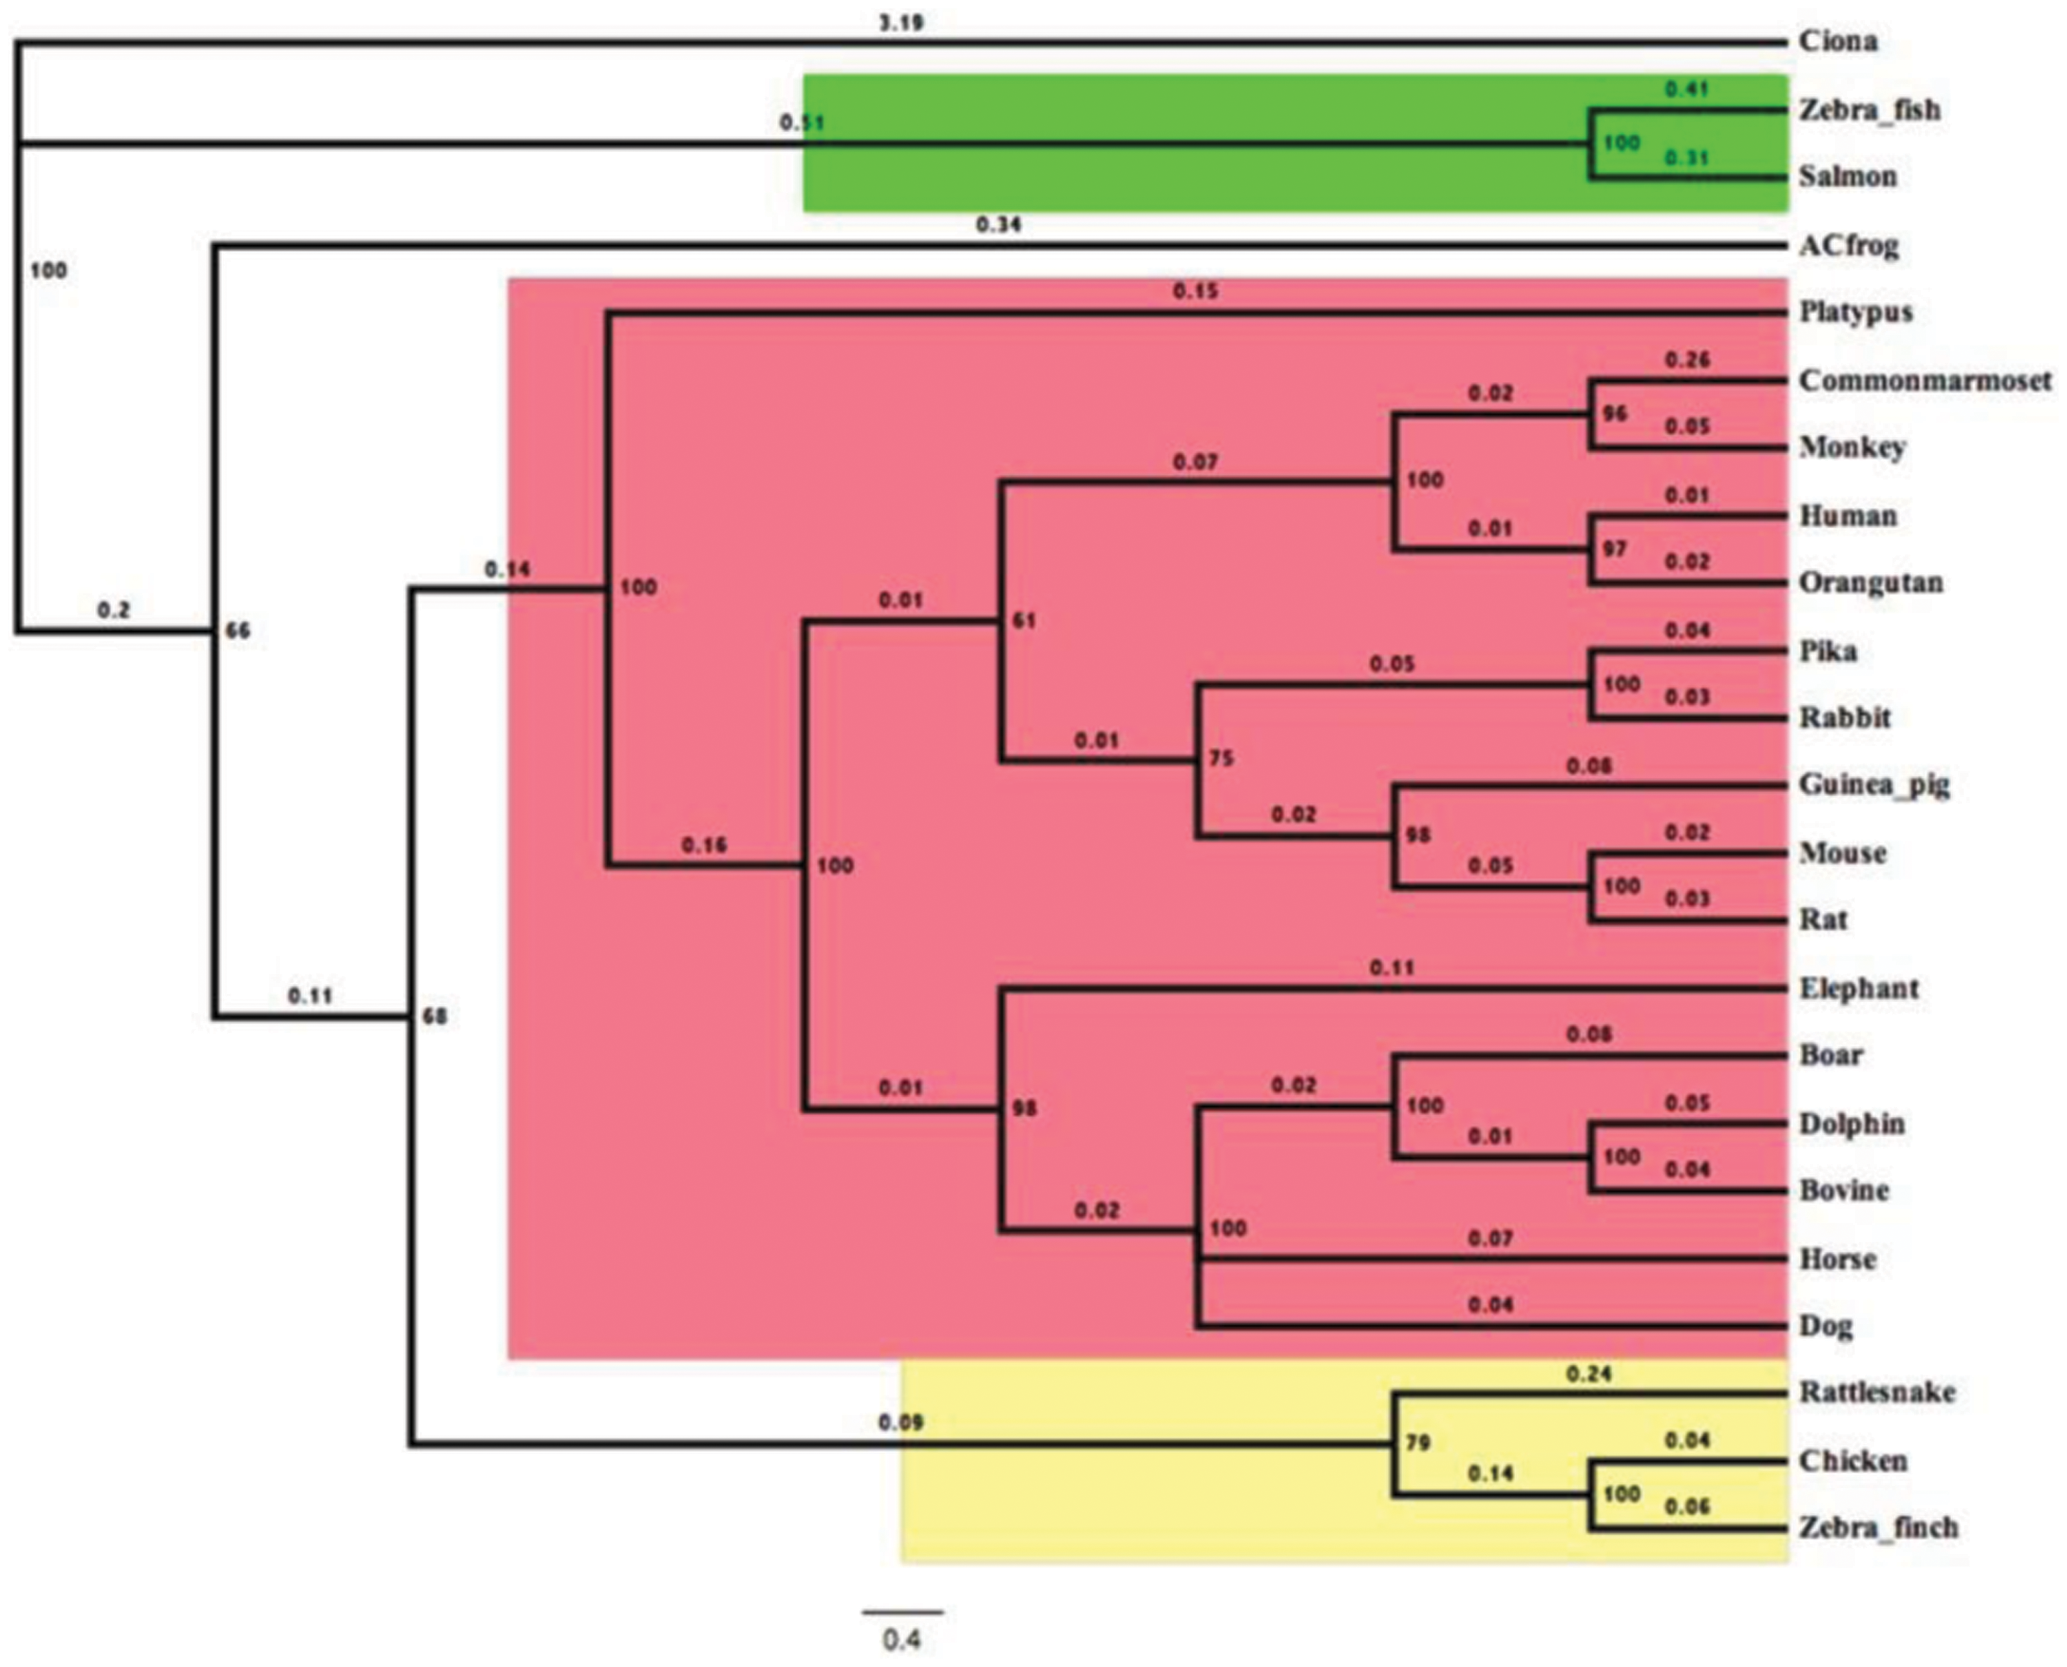 3.19
Ciona
0.41
Zebra_fish
0.51
100
0.31
Salmon
0.34
ACfrog
100
0.15
Platypus
0.26
Commonmarmoset
0.02
96
0.05
Monkey
0.07
100
0.01
Human
0.01
97
0.02
Orangutan
0.14
100
0.2
66
0.01
61
0.04
Pika
0.05
100
0.03
Rabbit
0.01
75
0.08
Guinea_pig
0.02
98
0.02
Mouse
0.05
100
0.03
Rat
0.16
100
0.11
Elephant
0.11
68
0.08
Boar
0.02
100
0.05
Dolphin
0.01
98
0.01
100
0.04
Bovine
0.02
100
0.07
Horse
0.04
Dog
0.24
Rattlesnake
0.09
79
0.04
Chicken
0.14
100
0.06
Zebra_finch
0.4